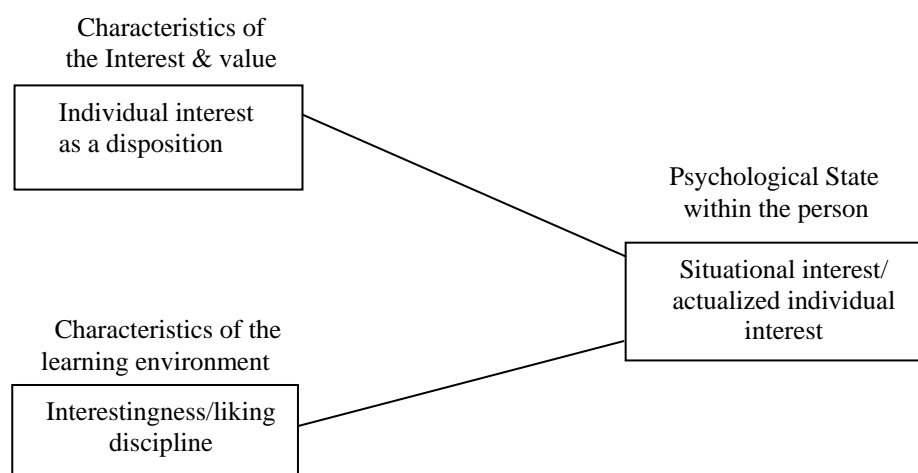 Characteristics of
the Interest & value
Individual interest
as a disposition
Psychological State
within the person
Situational interest/
actualized individual
interest
Characteristics of the
learning environment
Interestingness/liking
discipline